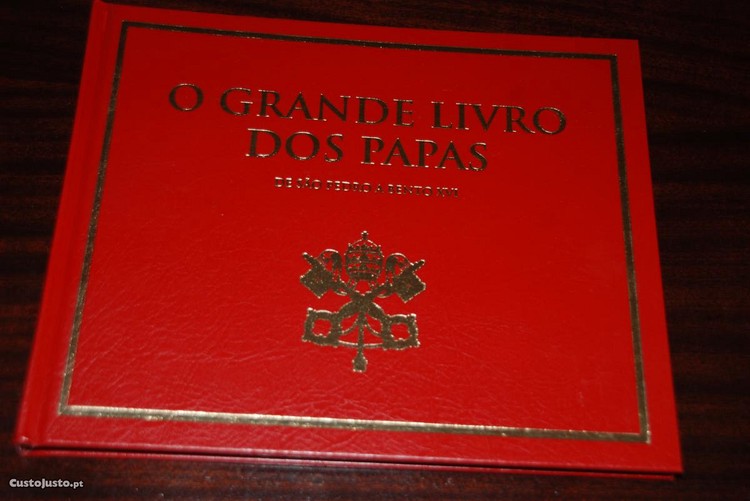 O GRANDE LIVRO
DOS PAPAS
DE SÃO PEDRO A BENTO XVI
CustoJusto.pt